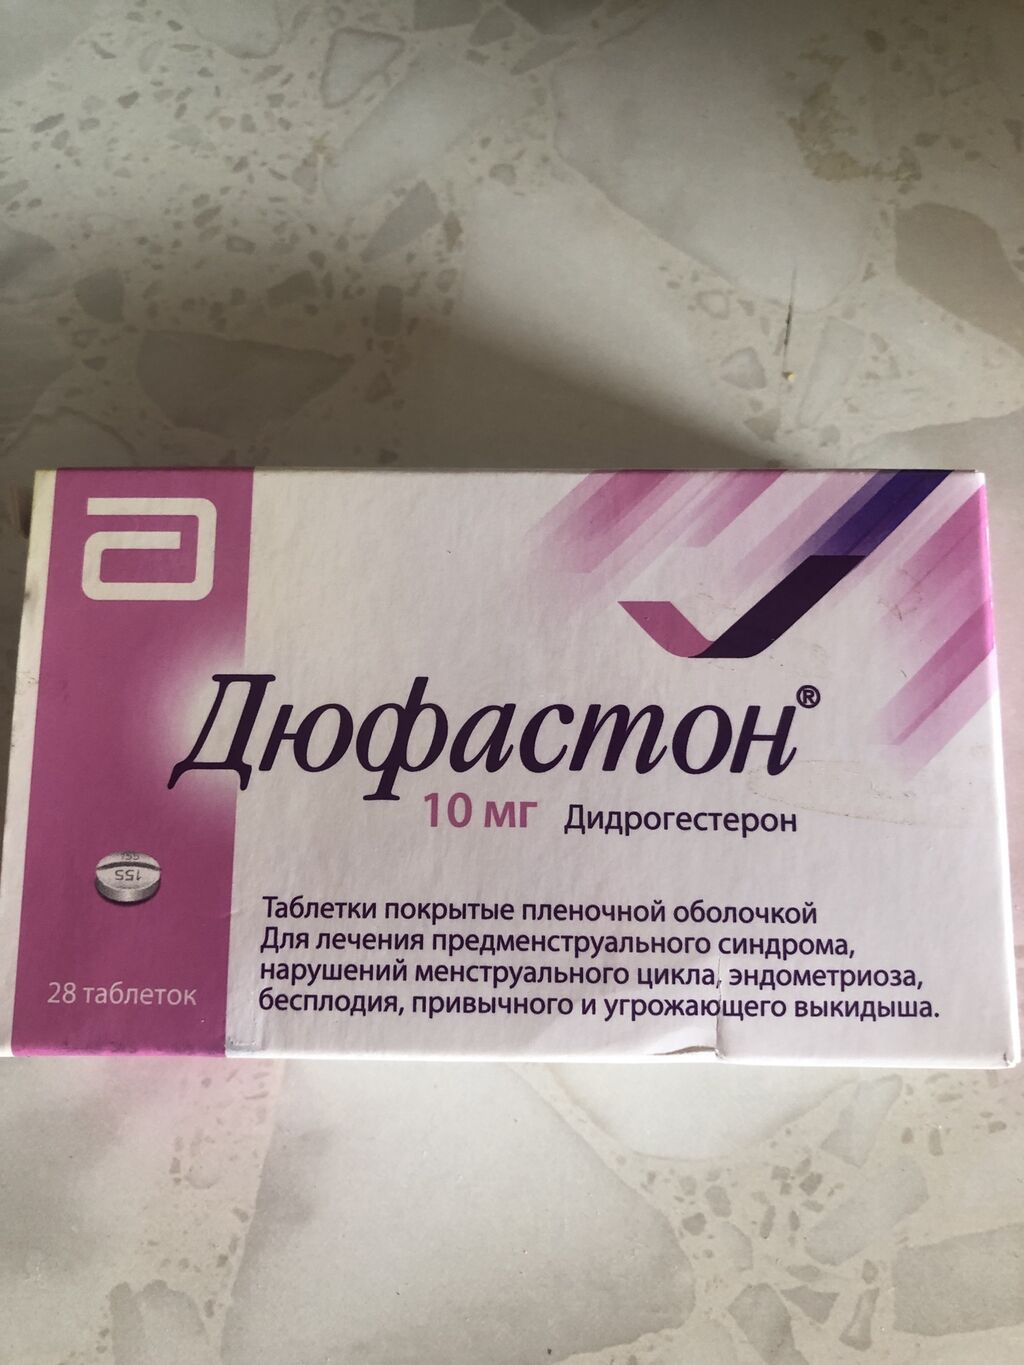 Дюфастон®
10 мг Дидрогестерон
155
Таблетки покрытые пленочной оболочкой
Для лечения предменструального синдрома,
нарушений менструального цикла, эндометриоза,
бесплодия, привычного и угрожающего выкидыша.
28 таблеток